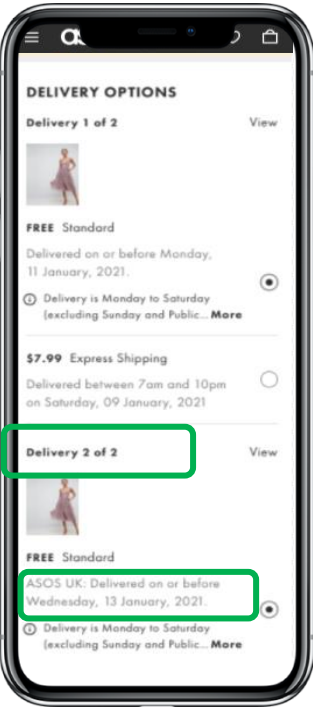 DELIVERY OPTIONS
Delivery 1 of 2 View
FREE Standard
Delivered on or before Monday,
11 January, 2021.
Delivery is Monday to Saturday
(excluding Sunday and Public... More
$7.99 Express Shipping
Delivered between 7am and 10pm
on Saturday, 09 January, 2021
Delivery 2 of 2 View
FREE Standard
ASOS UK: Delivered on or before
Wednesday, 13 January, 2021.
Delivery is Monday to Saturday
(excluding Sunday and Public... More